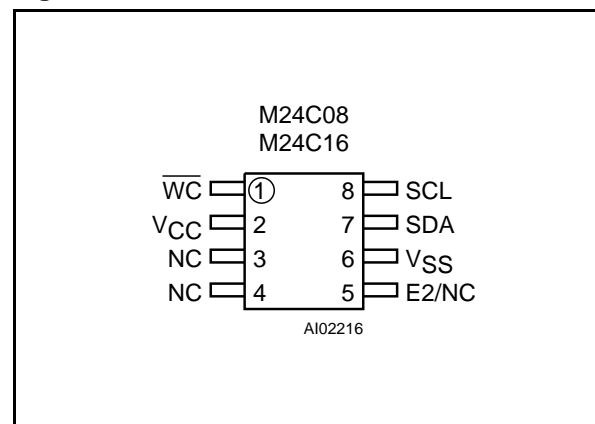 M24C08
M24C16
WC 1 8 SCL
VCC 2 7 SDA
NC 3 6 VSS
NC 4 5 E2/NC
AI02216